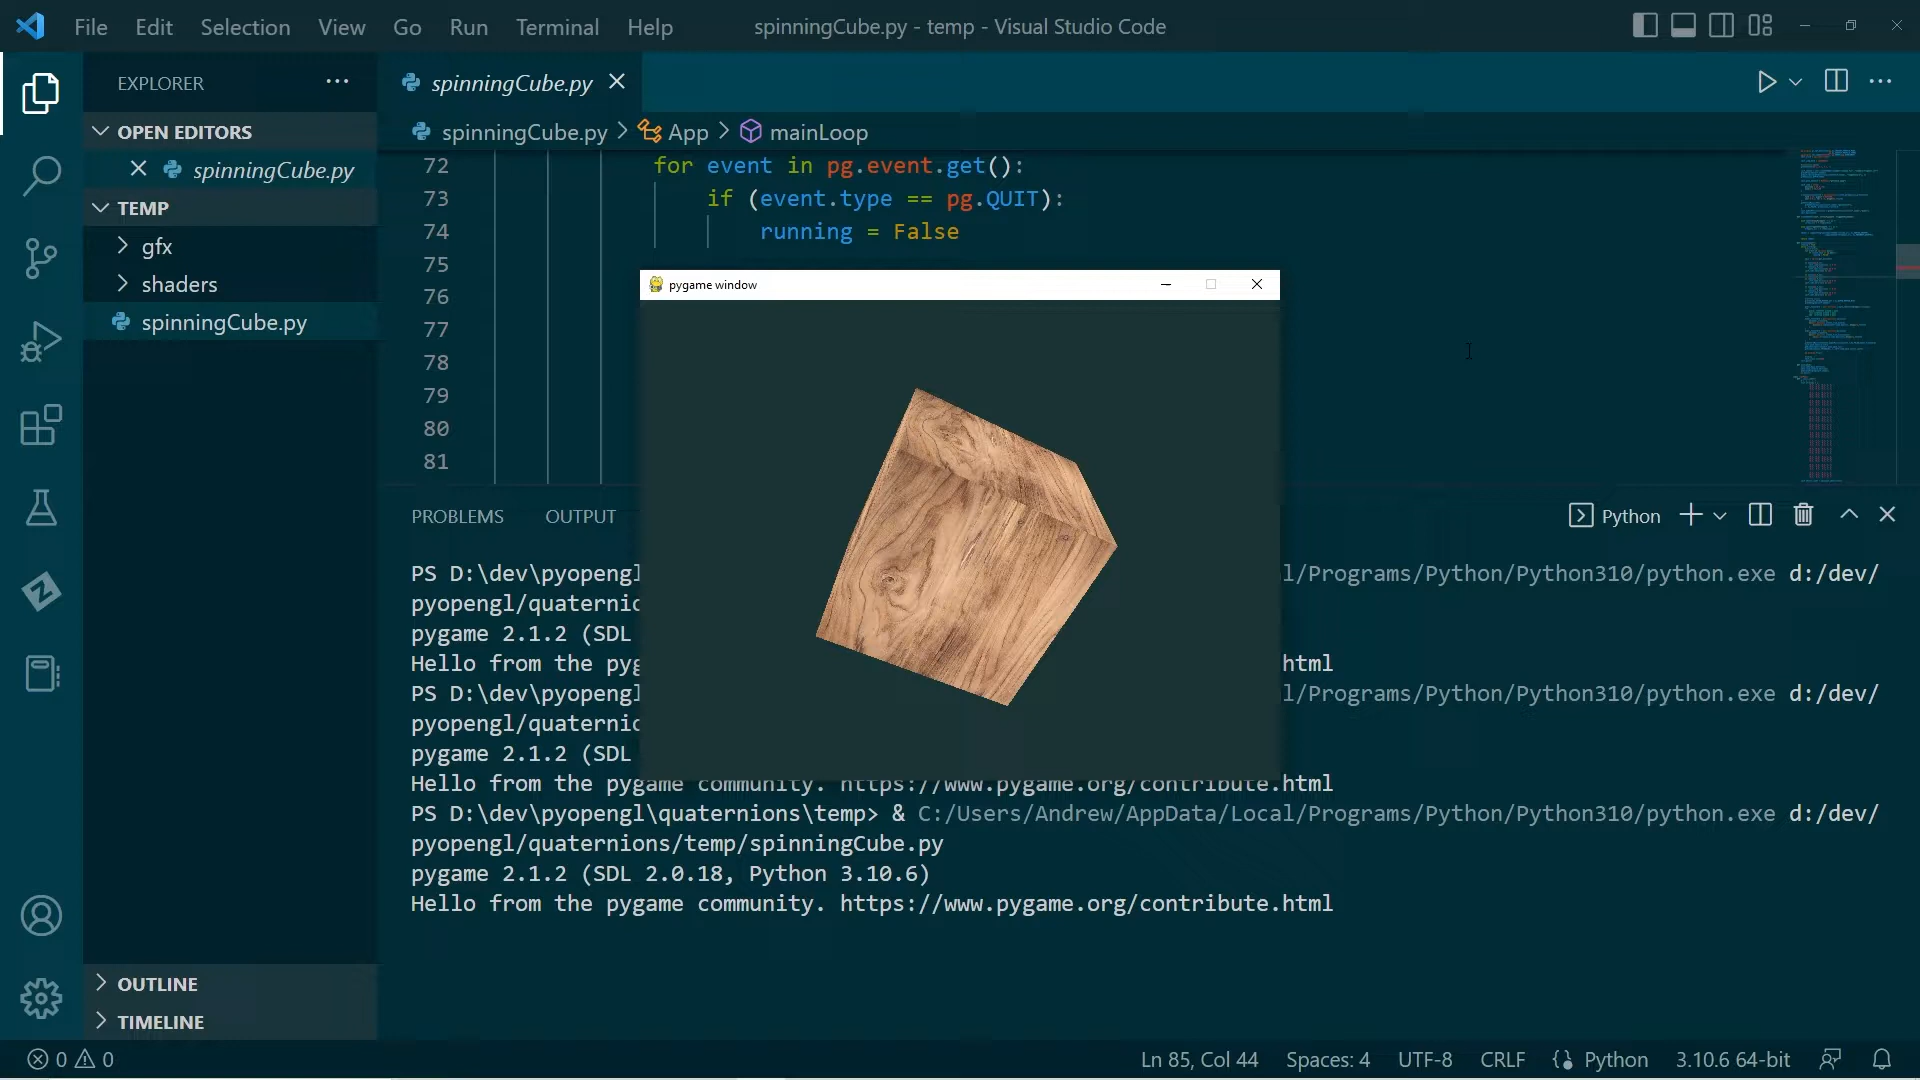 File Edit Selection View Go Run Terminal Help
spinningCube.py - temp - Visual Studio Code
EXPLORER
OPEN EDITORS
spinningCube.py
TEMP
gfx
shaders
spinningCube.py
OUTLINE
TIMELINE
spinningCube.py
spinningCube.py App mainLoop
72 for event in pg.event.get():
73 if (event.type == pg.QUIT):
74 running = False
75
76
77
78
79
80
81
pygame window
PROBLEMS OUTPUT
Python
PS D:\dev\pyopengl l/Programs/Python/Python310/python.exe d:/dev/
pyopengl/quaternio
pygame 2.1.2 (SDL
Hello from the pyg html
PS D:\dev\pyopengl l/Programs/Python/Python310/python.exe d:/dev/
pyopengl/quaternio
pygame 2.1.2 (SDL
Hello from the pygame community. https://www.pygame.org/contribute.html
PS D:\dev\pyopengl\quaternions\temp> & C:/Users/Andrew/AppData/Local/Programs/Python/Python310/python.exe d:/dev/
pyopengl/quaternions/temp/spinningCube.py
pygame 2.1.2 (SDL 2.0.18, Python 3.10.6)
Hello from the pygame community. https://www.pygame.org/contribute.html
0 0 Ln 85, Col 44 Spaces: 4 UTF-8 CRLF Python 3.10.6 64-bit